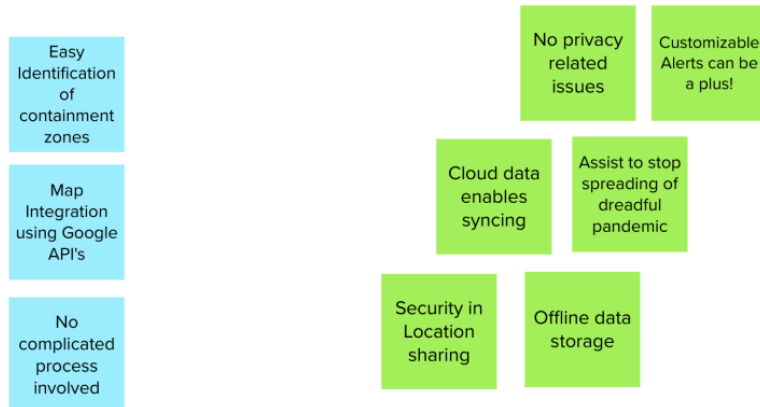 Easy
Identification
of
containment
zones
Map
Integration
using Google
API's
No
complicated
process
involved
No privacy
related
issues
Customizable
Alerts can be
a plus!
Cloud data
enables
syncing
Assist to stop
spreading of
dreadful
pandemic
Security in
Location
sharing
Offline data
storage